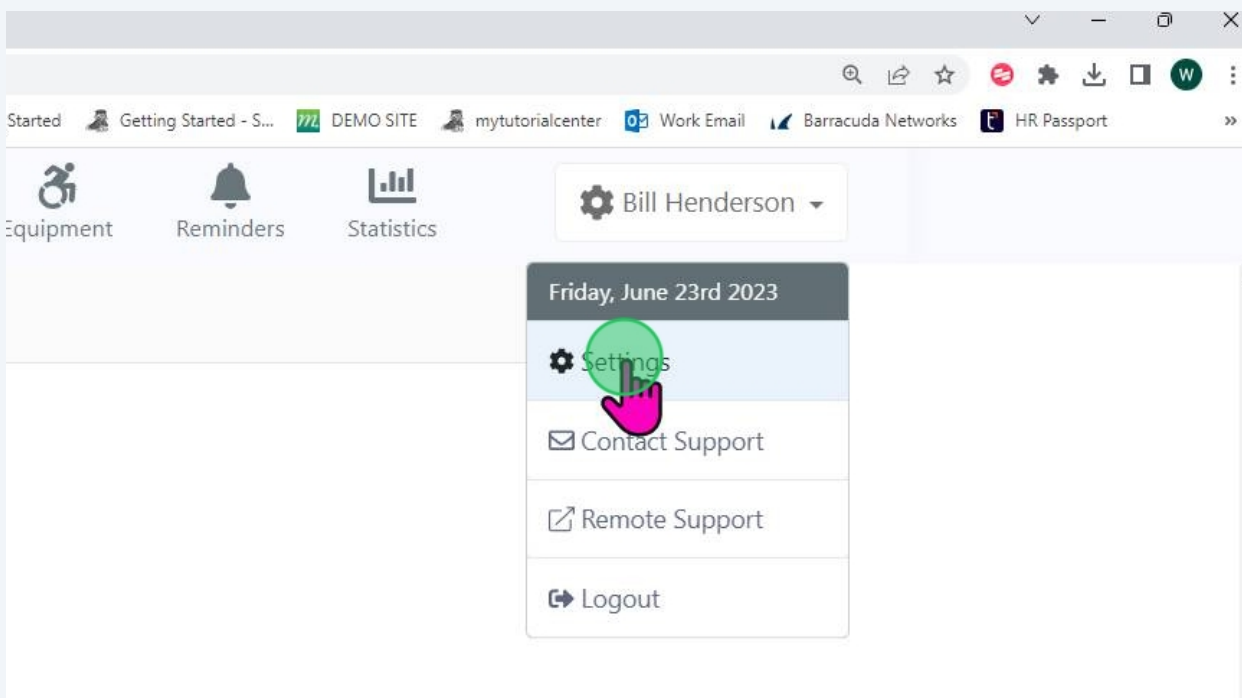 W
Started Getting Started - S... m DEMO SITE mytutorialcenter Work Email Barracuda Networks HR Passport »
Equipment Reminders Statistics Bill Henderson
Friday, June 23rd 2023
Settings
Contact Support
Remote Support
Logout